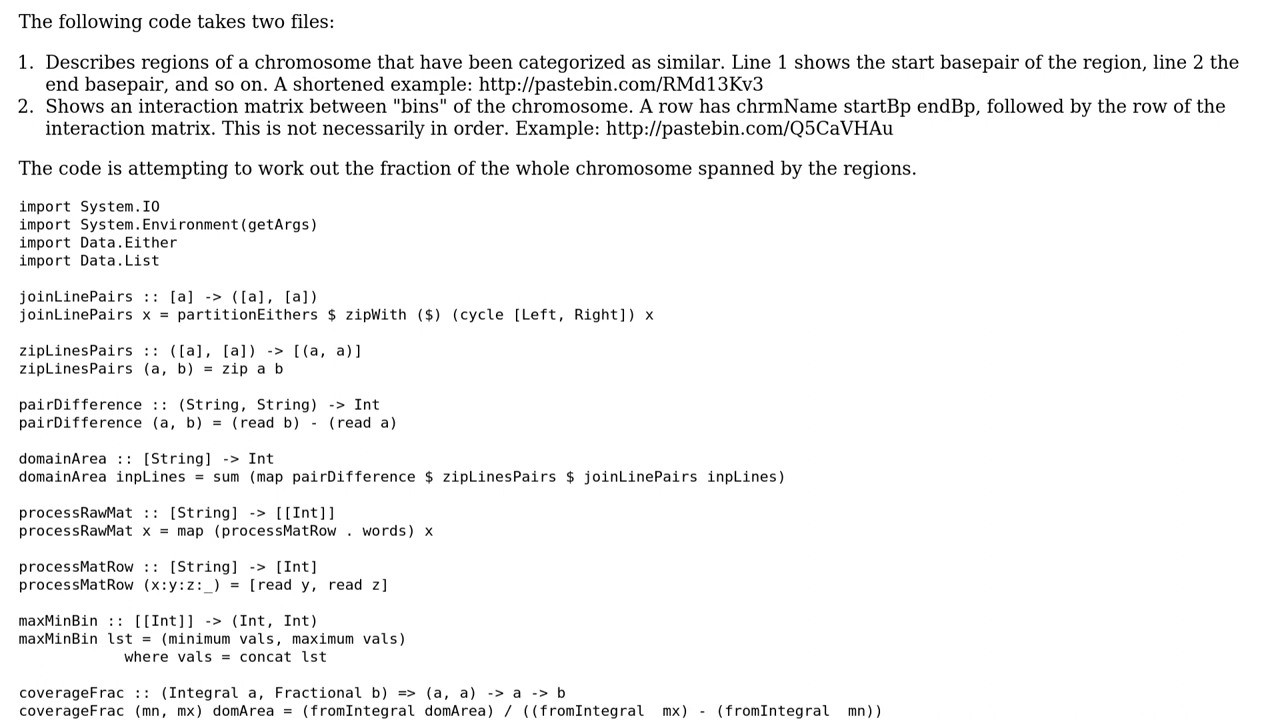 The following code takes two files:
1. Describes regions of a chromosome that have been categorized as similar. Line 1 shows the start basepair of the region, line 2 the
end basepair, and so on. A shortened example: http://pastebin.com/RMd13Kv3
2. Shows an interaction matrix between "bins" of the chromosome. A row has chrmName startBp endBp, followed by the row of the
interaction matrix. This is not necessarily in order. Example: http://pastebin.com/Q5CaVHAu
The code is attempting to work out the fraction of the whole chromosome spanned by the regions.
import System.IO
import System.Environment(getArgs)
import Data.Either
import Data.List
joinLinePairs :: [a] -> ([a], [a])
joinLinePairs x = partitionEithers $ zipWith ($) (cycle [Left, Right]) x
zipLinesPairs :: ([a], [a]) -> [(a, a)]
zipLinesPairs (a, b) = zip a b
pairDifference :: (String, String) -> Int
pairDifference (a, b) = (read b) - (read a)
domainArea :: [String] -> Int
domainArea inpLines = sum (map pairDifference $ zipLinesPairs $ joinLinePairs inpLines)
processRawMat :: [String] -> [[Int]]
processRawMat x = map (processMatRow . words) x
processMatRow :: [String] -> [Int]
processMatRow (x:y:z:_) = [read y, read z]
maxMinBin :: [[Int]] -> (Int, Int)
maxMinBin lst = (minimum vals, maximum vals)
            where vals = concat lst
coverageFrac :: (Integral a, Fractional b) => (a, a) -> a -> b
coverageFrac (mn, mx) domArea = (fromIntegral domArea) / ((fromIntegral  mx) - (fromIntegral  mn))